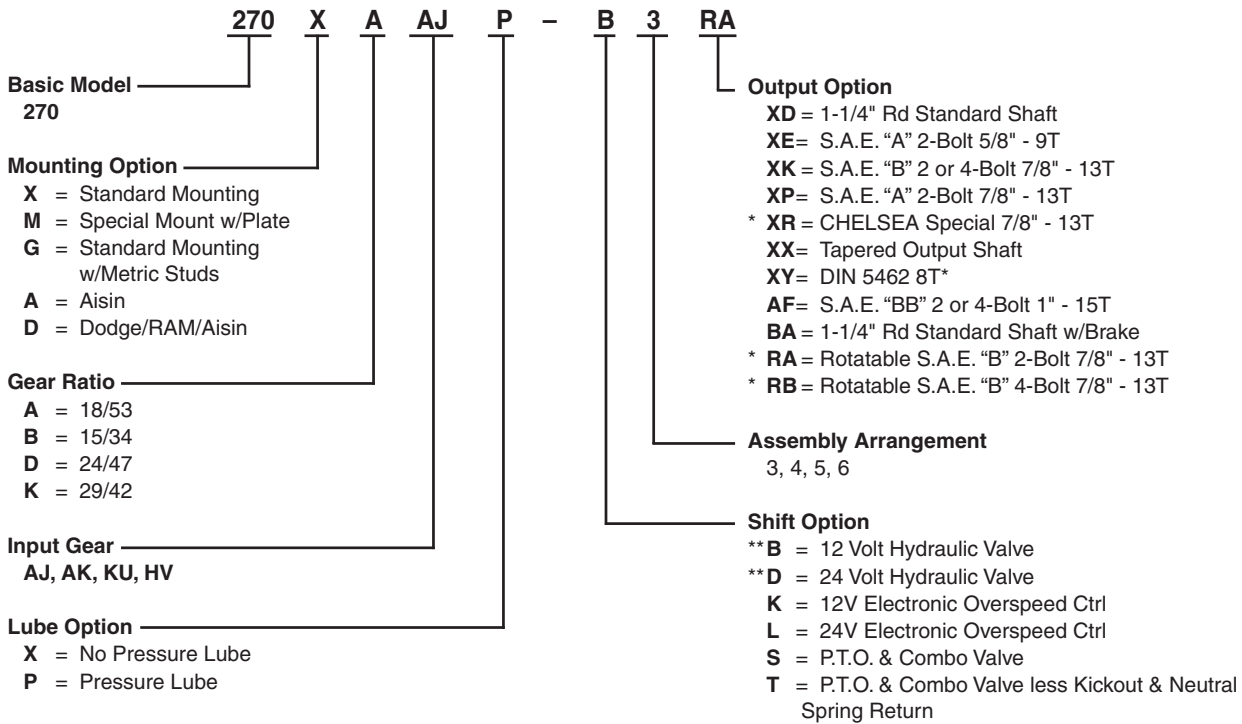 270 X A AJ P – B 3 RA
Basic Model
270
Mounting Option
X = Standard Mounting
M = Special Mount w/Plate
G = Standard Mounting
w/Metric Studs
A = Aisin
D = Dodge/RAM/Aisin
Gear Ratio
A = 18/53
B = 15/34
D = 24/47
K = 29/42
Input Gear
AJ, AK, KU, HV
Lube Option
X = No Pressure Lube
P = Pressure Lube
Output Option
XD = 1-1/4" Rd Standard Shaft
XE= S.A.E. “A” 2-Bolt 5/8" - 9T
XK = S.A.E. “B” 2 or 4-Bolt 7/8" - 13T
XP= S.A.E. “A” 2-Bolt 7/8" - 13T
* XR = CHELSEA Special 7/8" - 13T
XX= Tapered Output Shaft
XY= DIN 5462 8T*
AF= S.A.E. “BB” 2 or 4-Bolt 1" - 15T
BA = 1-1/4" Rd Standard Shaft w/Brake
* RA = Rotatable S.A.E. “B” 2-Bolt 7/8" - 13T
* RB = Rotatable S.A.E. “B” 4-Bolt 7/8" - 13T
Assembly Arrangement
3, 4, 5, 6
Shift Option
**B = 12 Volt Hydraulic Valve
**D = 24 Volt Hydraulic Valve
K = 12V Electronic Overspeed Ctrl
L = 24V Electronic Overspeed Ctrl
S = P.T.O. & Combo Valve
T = P.T.O. & Combo Valve less Kickout & Neutral
Spring Return